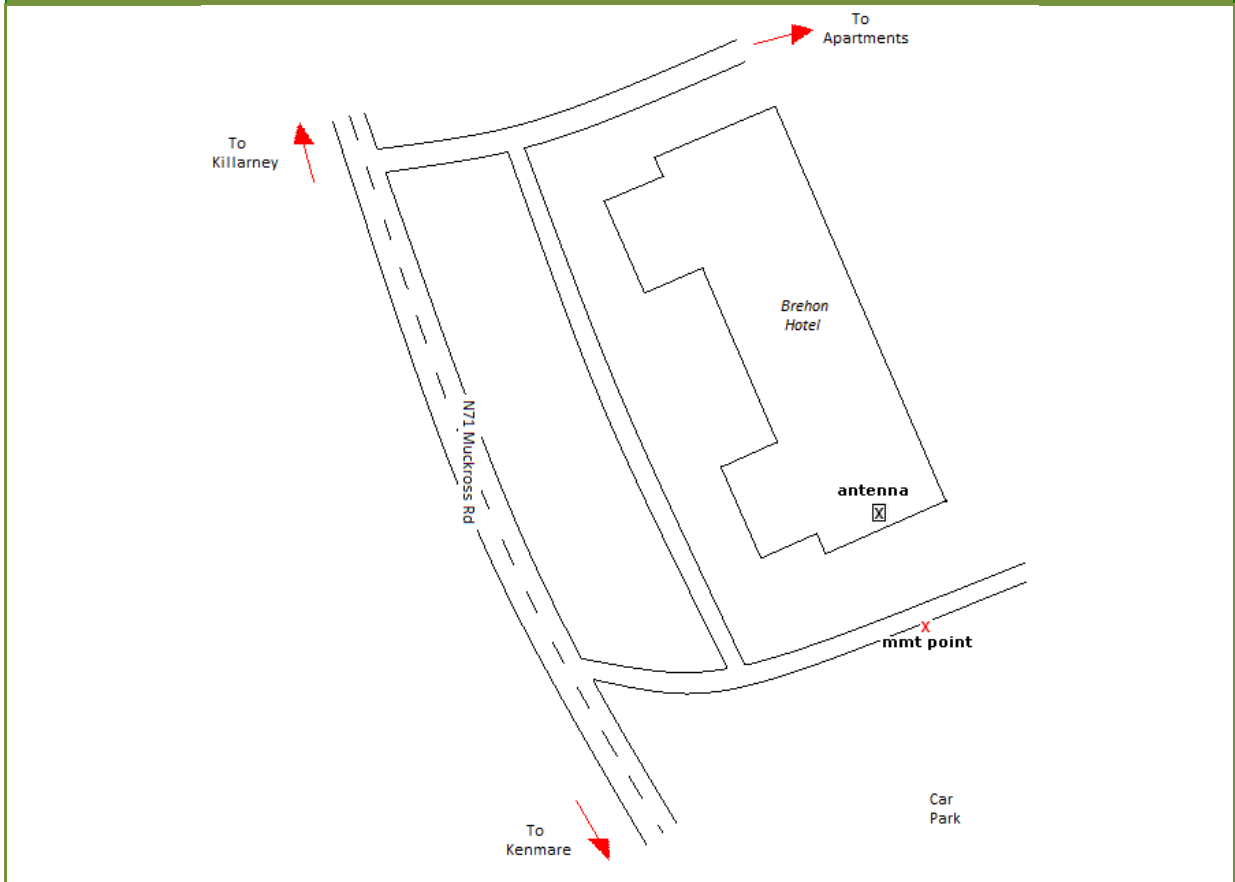 To
Apartments
To
Killarney
Brehon
Hotel
N71 Muckross Rd
antenna
X
X
mmt point
Car
Park
To
Kenmare